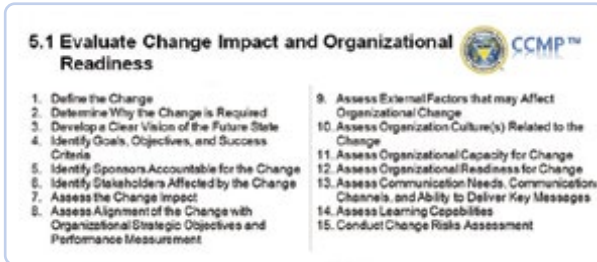 5.1 Evaluate Change Impact and Organizational
Readiness
CCMP™
1. Define the Change
2. Determine Why the Change is Required
3. Develop a Clear Vision of the Future State
4. Identify Goals, Objectives, and Success
Criteria
5. Identify Sponsors Accountable for the Change
6. Identify Stakeholders Affected by the Change
7. Assess the Change Impact
8. Assess Alignment of the Change with
Organizational Strategic Objectives and
Performance Measurement
9. Assess External Factors that may Affect
Organizational Change
10. Assess Organization Culture(s) Related to the
Change
11. Assess Organizational Capacity for Change
12. Assess Organizational Readiness for Change
13. Assess Communication Needs, Communication
Channels, and Ability to Deliver Key Messages
14. Assess Learning Capabilities
15. Conduct Change Risks Assessment